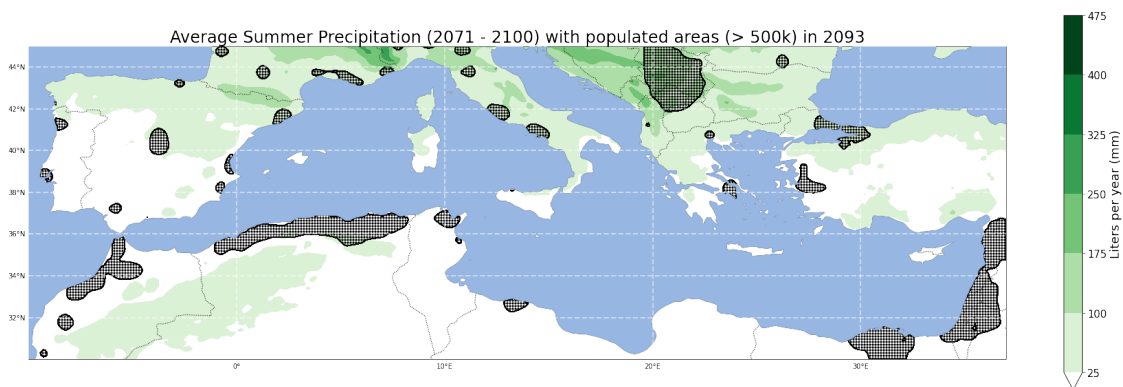 Average Summer Precipitation (2071 - 2100) with populated areas (> 500k) in 2093
44°N
42°N
40°N
38°N
36°N
34°N
32°N
0°
10°E
20°E
30°E
475
400
325
250
175
100
25
Liters per year (mm)